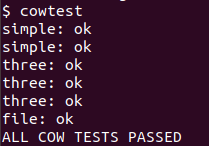 $ cowtest
simple: ok
simple: ok
three: ok
three: ok
three: ok
file: ok
ALL COW TESTS PASSED